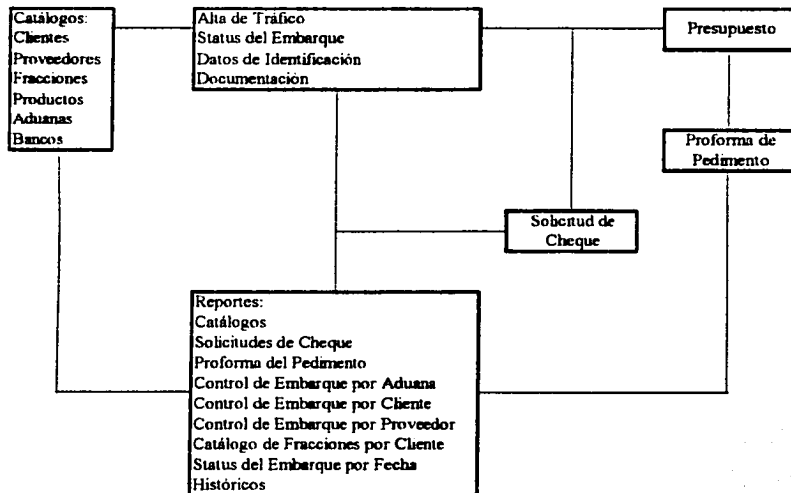 Catálogos:
Clientes
Proveedores
Fracciones
Productos
Aduanas
Bancos
Alta de Tráfico
Status del Embarque
Datos de Identificación
Documentación
Presupuesto
Proforma de
Pedimento
Solicitud de
Cheque
Reportes:
Catálogos
Solicitudes de Cheque
Proforma del Pedimento
Control de Embarque por Aduana
Control de Embarque por Cliente
Control de Embarque por Proveedor
Catálogo de Fracciones por Cliente
Status del Embarque por Fecha
Históricos